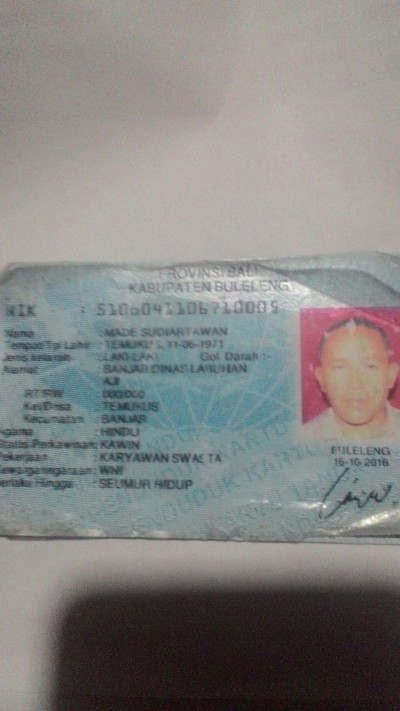 PROVINSI BALI
KABUPATEN BULELENG
NIK :
Nama : MADE SUDIARTAWAN
Tempat/Tgl Lahir : TEMUKUS, 11-06-1971
Jenis kelamin : LAKI-LAKI Gol. Darah :-
Alamat : BANJAR DINAS LABUHAN
AJI
RT/RW : 000/000
Kel/Desa : TEMUKUS
Kecamatan : BANJAR
Agama : HINDU
Status Perkawinan: KAWIN
Pekerjaan : KARYAWAN SWASTA
Kewarganegaraan: WNI
Berlaku Hingga : SEUMUR HIDUP
BULELENG
16-10-2016